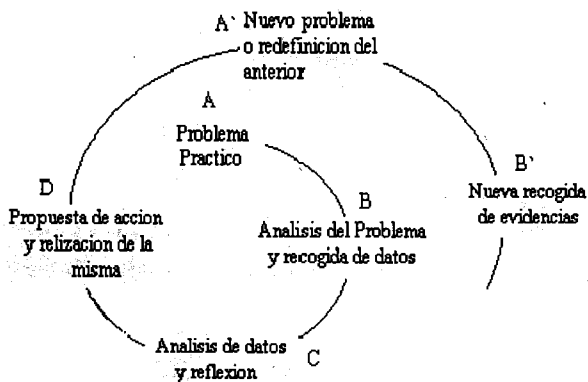 A` Nuevo problema
o redefinicion del
anterior
A
Problema
Practico
B
Analisis del Problema
y recogida de datos
C
Analisis de datos
y reflexion
D
Propuesta de accion
y relizacion de la
misma
B`
Nueva recogida
de evidencias